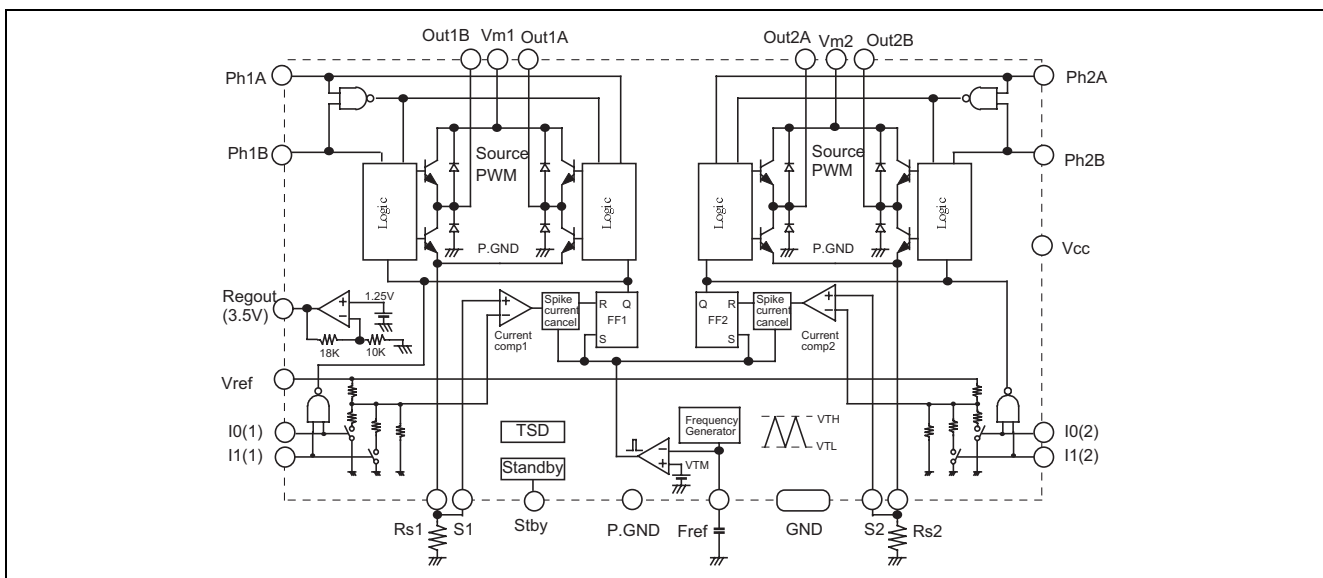 Out1B Vm1 Out1A Out2A Vm2 Out2B
Ph1A Ph2A
Ph1B Ph2B
Source
PWM
Source
PWM
Logic
Logic
Logic
Logic
P.GND
P.GND
Vcc
Regout
(3.5V)
1.25V
18K
10K
Current
comp1
Spike
current
cancel
R
Q
FF1
S
Q
R
FF2
S
Spike
current
cancel
Current
comp2
Vref
I0(1)
I1(1)
TSD
Standby
VTM
Frequency
Generator
VTH
VTL
I0(2)
I1(2)
Rs1 S1 Stby P.GND Fref GND S2 Rs2